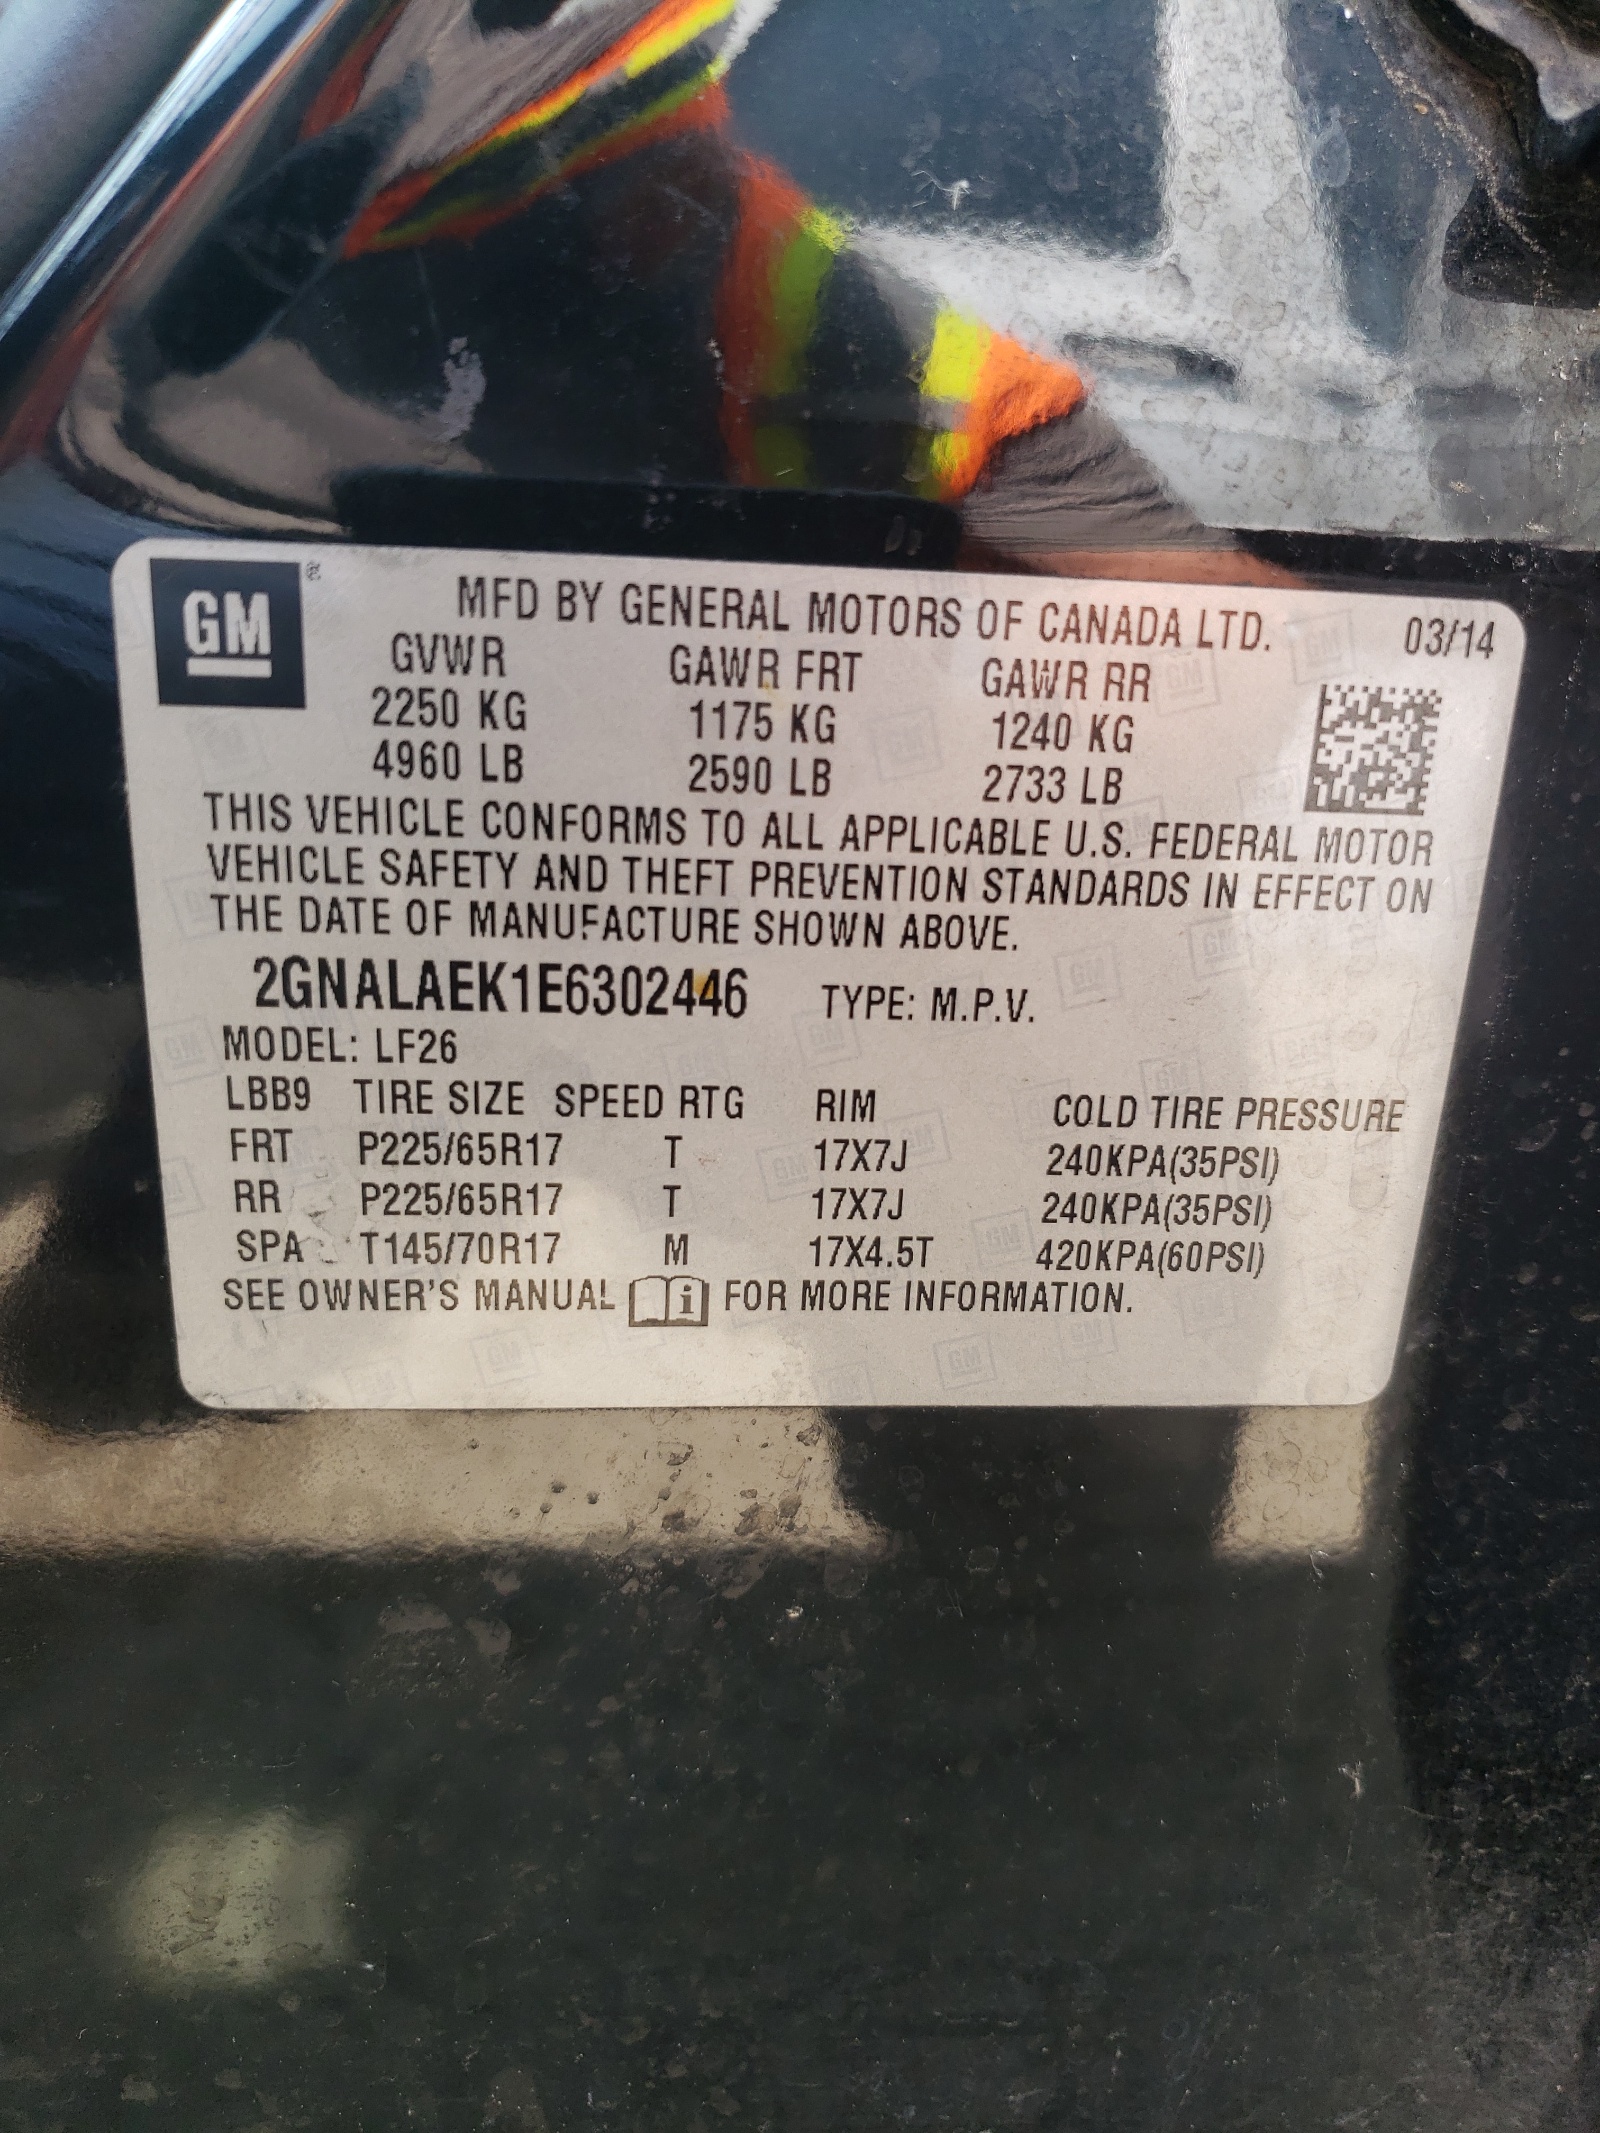 GM ®
MFD BY GENERAL MOTORS OF CANADA LTD. 03/14
GVWR GAWR FRT GAWR RR
2250 KG 1175 KG 1240 KG
4960 LB 2590 LB 2733 LB
THIS VEHICLE CONFORMS TO ALL APPLICABLE U.S. FEDERAL MOTOR
VEHICLE SAFETY AND THEFT PREVENTION STANDARDS IN EFFECT ON
THE DATE OF MANUFACTURE SHOWN ABOVE.
2GNALAEK1E6302446 TYPE: M.P.V.
MODEL: LF26
LBB9 TIRE SIZE SPEED RTG RIM COLD TIRE PRESSURE
FRT P225/65R17 T 17X7J 240KPA(35PSI)
RR P225/65R17 T 17X7J 240KPA(35PSI)
SPA T145/70R17 M 17X4.5T 420KPA(60PSI)
SEE OWNER'S MANUAL i FOR MORE INFORMATION.